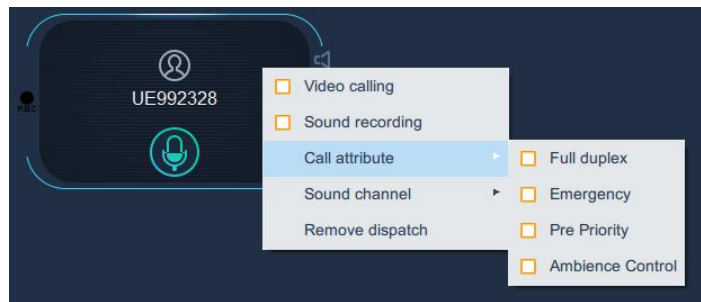 REC
UE992328
Video calling
Sound recording
Call attribute
Sound channel
Remove dispatch
Full duplex
Emergency
Pre Priority
Ambience Control